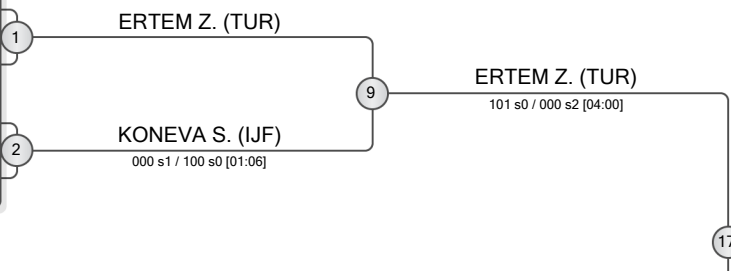 ERTEM Z. (TUR)
1
ERTEM Z. (TUR)
9
101 s0 / 000 s2 [04:00]
KONEVA S. (IJF)
2
000 s1 / 100 s0 [01:06]
17